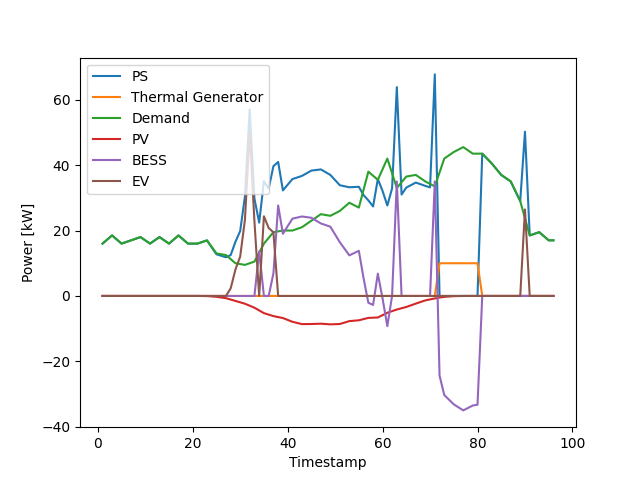 PS
Thermal Generator
Demand
PV
BESS
EV
Power [kW]
60
40
20
0
−20
−40
0 20 40 60 80 100
Timestamp